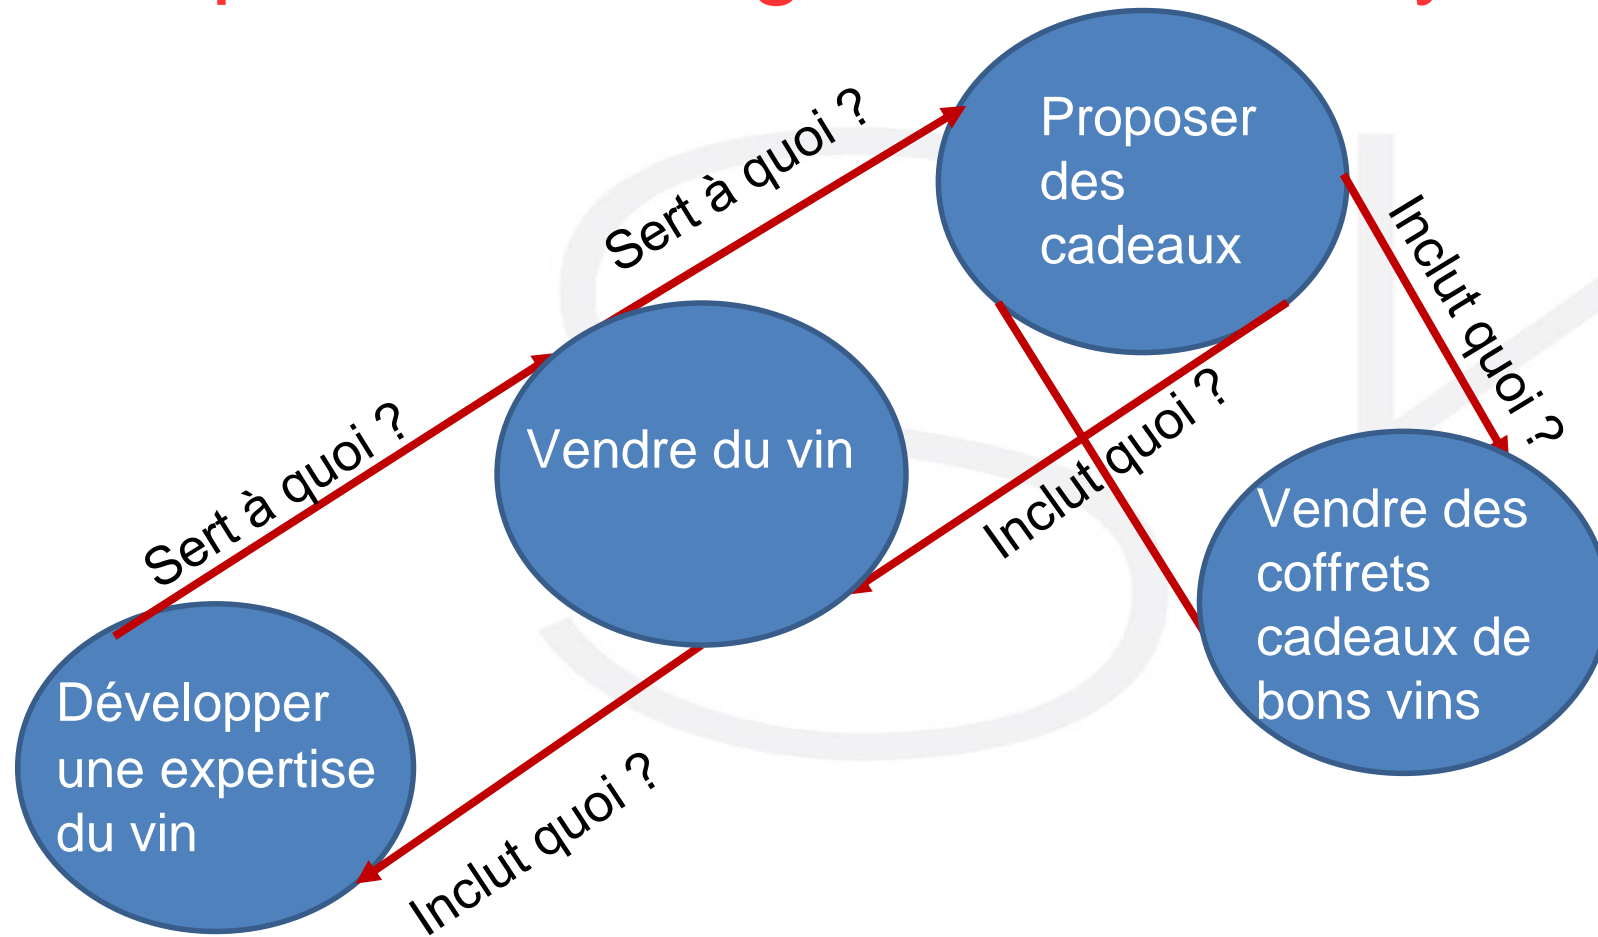 Sert à quoi ?
Proposer
des
cadeaux
Inclut quoi ?
Sert à quoi ?
Vendre du vin
Inclut quoi ?
Vendre des
coffrets
cadeaux de
bons vins
Développer
une expertise
du vin
Inclut quoi ?